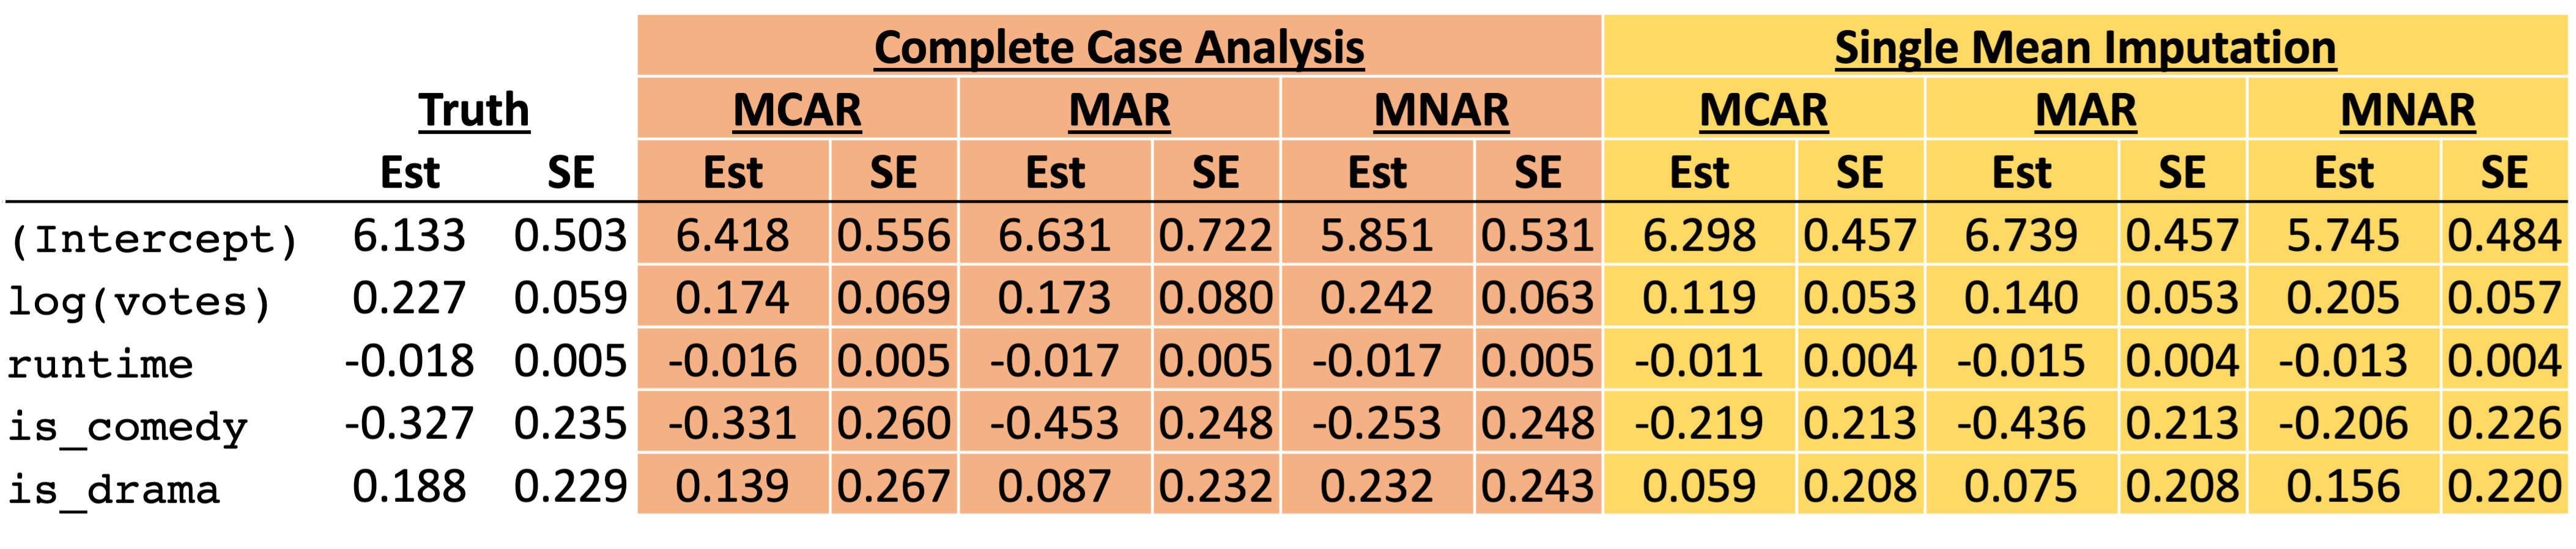 Complete Case Analysis Single Mean Imputation
Truth MCAR MAR MNAR MCAR MAR MNAR
Est SE Est SE Est SE Est SE Est SE Est SE Est SE
(Intercept) 6.133 0.503 6.418 0.556 6.631 0.722 5.851 0.531 6.298 0.457 6.739 0.457 5.745 0.484
log(votes) 0.227 0.059 0.174 0.069 0.173 0.080 0.242 0.063 0.119 0.053 0.140 0.053 0.205 0.057
runtime -0.018 0.005 -0.016 0.005 -0.017 0.005 -0.017 0.005 -0.011 0.004 -0.015 0.004 -0.013 0.004
is_comedy -0.327 0.235 -0.331 0.260 -0.453 0.248 -0.253 0.248 -0.219 0.213 -0.436 0.213 -0.206 0.226
is_drama 0.188 0.229 0.139 0.267 0.087 0.232 0.232 0.243 0.059 0.208 0.075 0.208 0.156 0.220